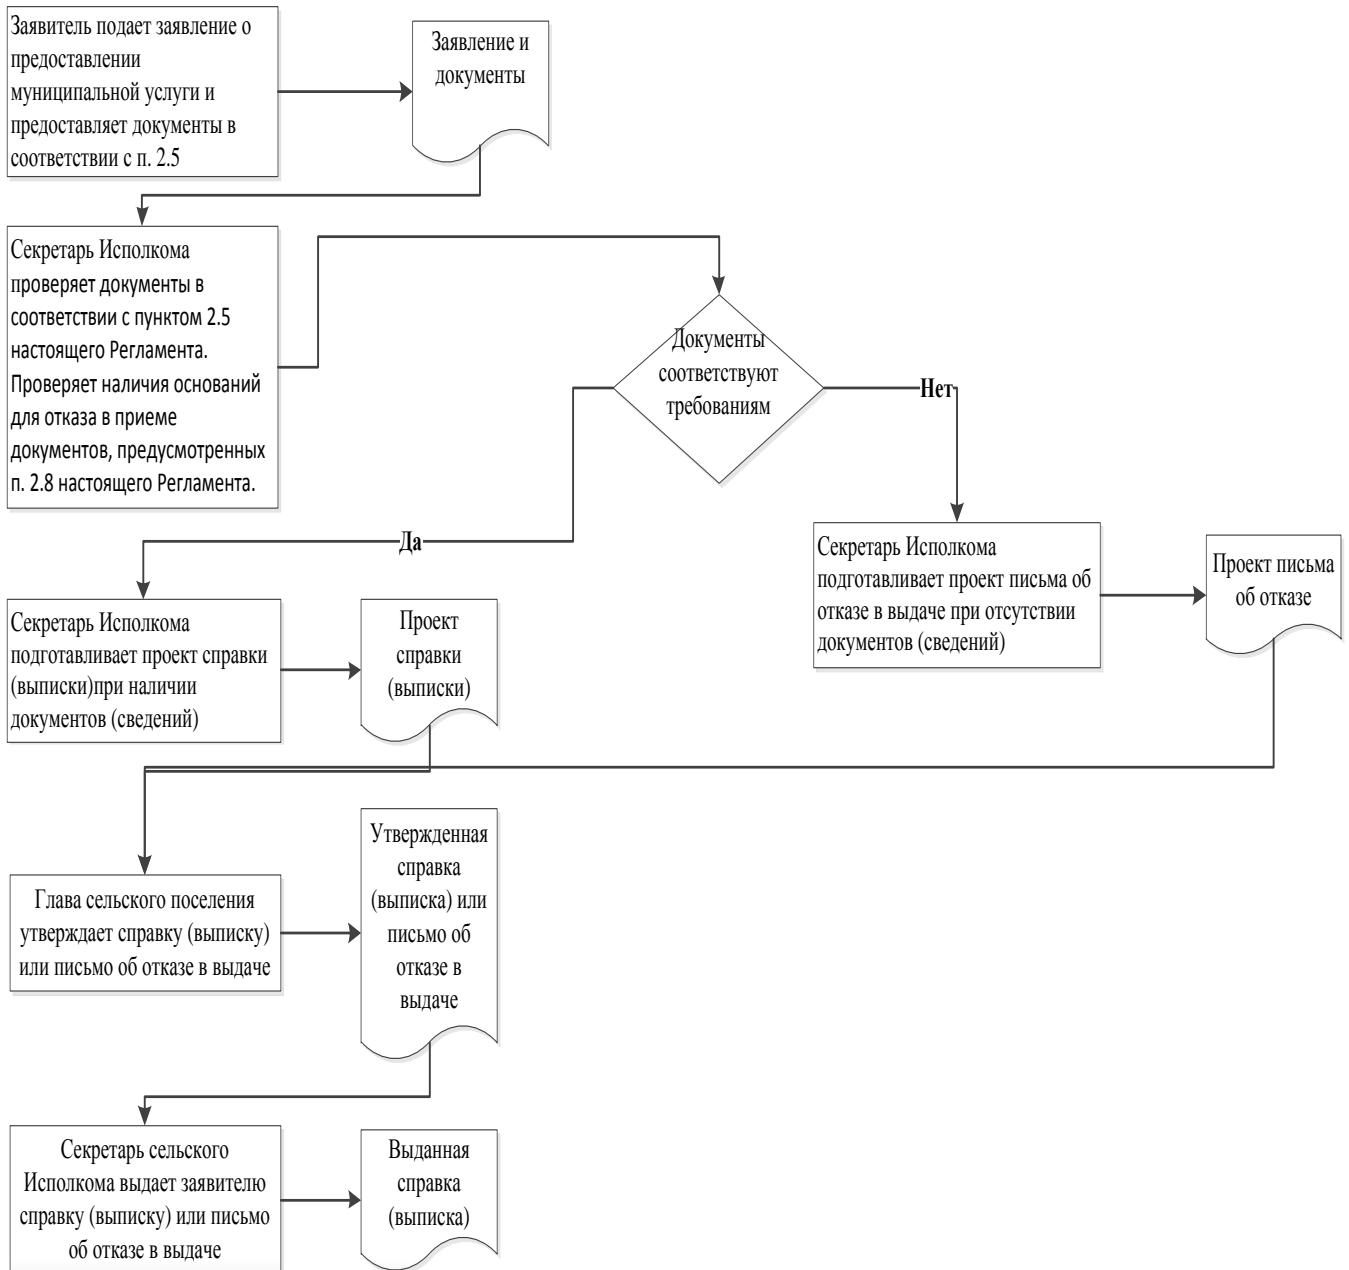 Заявитель подает заявление о
предоставлении
муниципальной услуги и
предоставляет документы в
соответствии с п. 2.5
Заявление и
документы
Секретарь Исполкома
проверяет документы в
соответствии с пунктом 2.5
настоящего Регламента.
Проверяет наличия оснований
для отказа в приеме
документов, предусмотренных
п. 2.8 настоящего Регламента.
Документы
соответствуют
требованиям
Нет
Да
Секретарь Исполкома
подготавливает проект письма об
отказе в выдаче при отсутствии
документов (сведений)
Проект письма
об отказе
Секретарь Исполкома
подготавливает проект справки
(выписки)при наличии
документов (сведений)
Проект
справки
(выписки)
Глава сельского поселения
утверждает справку (выписку)
или письмо об отказе в выдаче
Утвержденная
справка
(выписка) или
письмо об
отказе в
выдаче
Секретарь сельского
Исполкома выдает заявителю
справку (выписку) или письмо
об отказе в выдаче
Выданная
справка
(выписка)